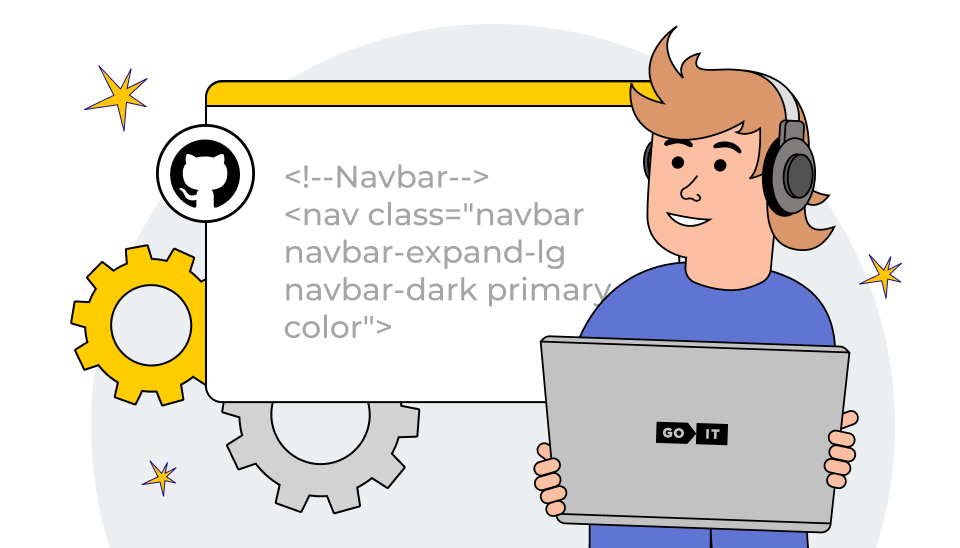 <!--Navbar-->
<nav class="navbar
navbar-expand-lg
navbar-dark primary
color">
GO IT